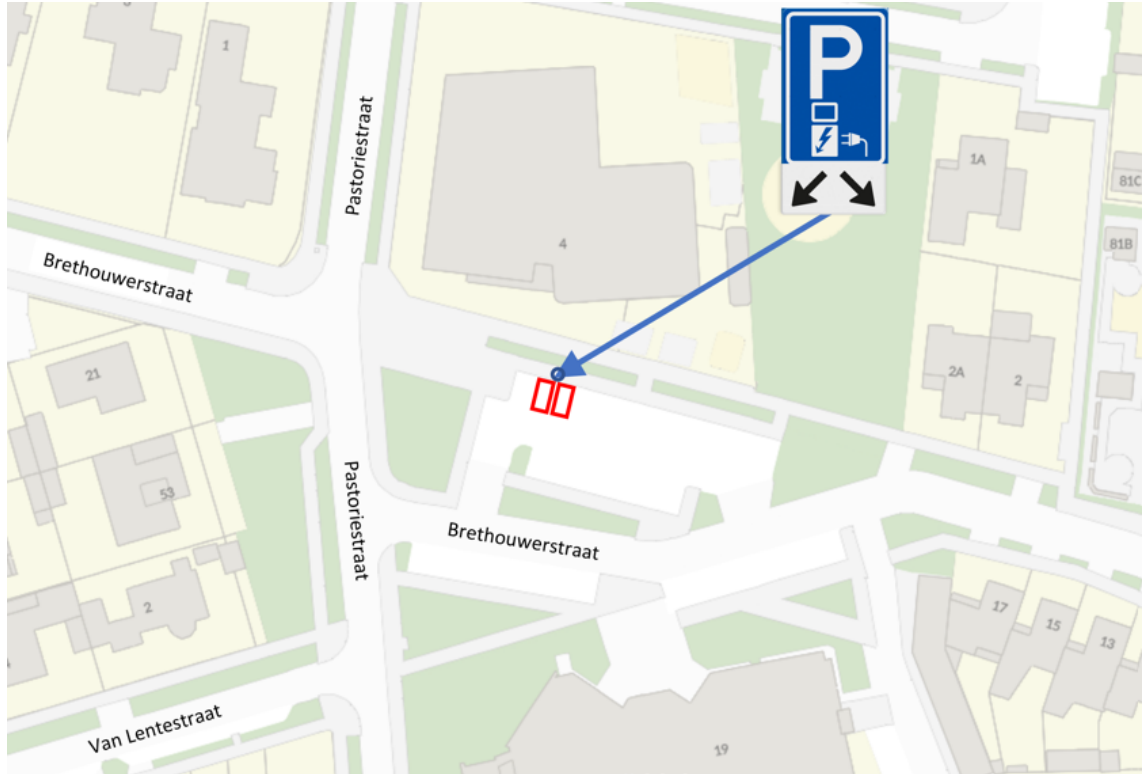 1
Pastoriestraat
P
4
1A
81C
81B
Brethouwerstraat
21
2A
2
53
Pastoriestraat
Brethouwerstraat
2
17
15
13
Van Lentestraat
19